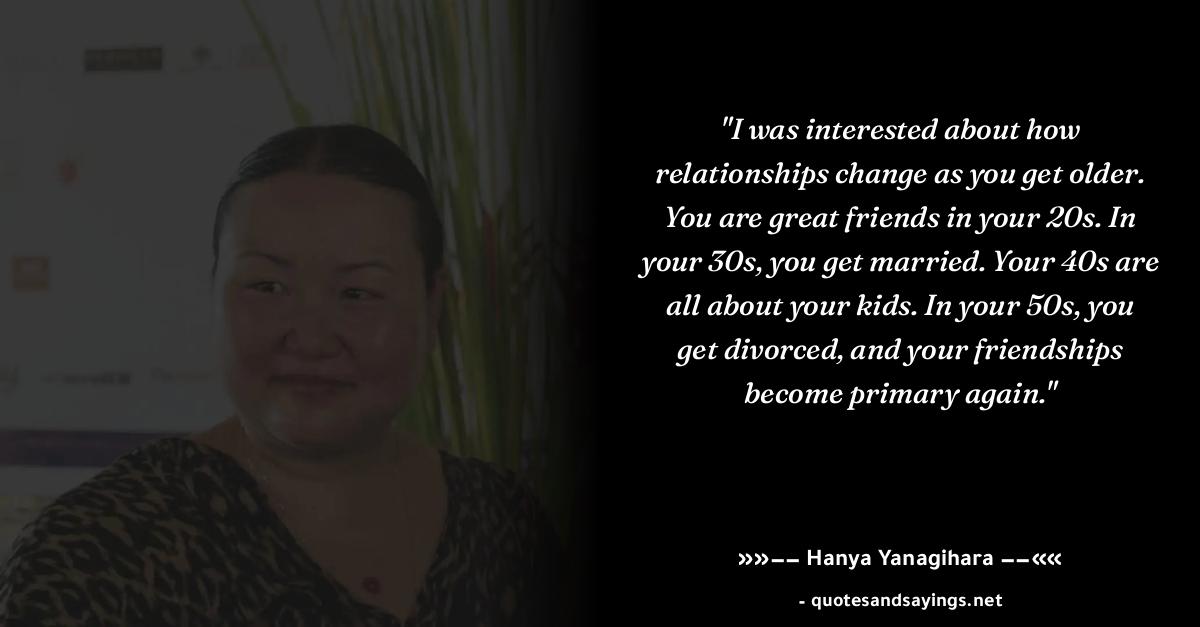 "I was interested about how
relationships change as you get older.
You are great friends in your 20s. In
your 30s, you get married. Your 40s are
all about your kids. In your 50s, you
get divorced, and your friendships
become primary again."
»»–– Hanya Yanagihara ––««
- quotesandsayings.net